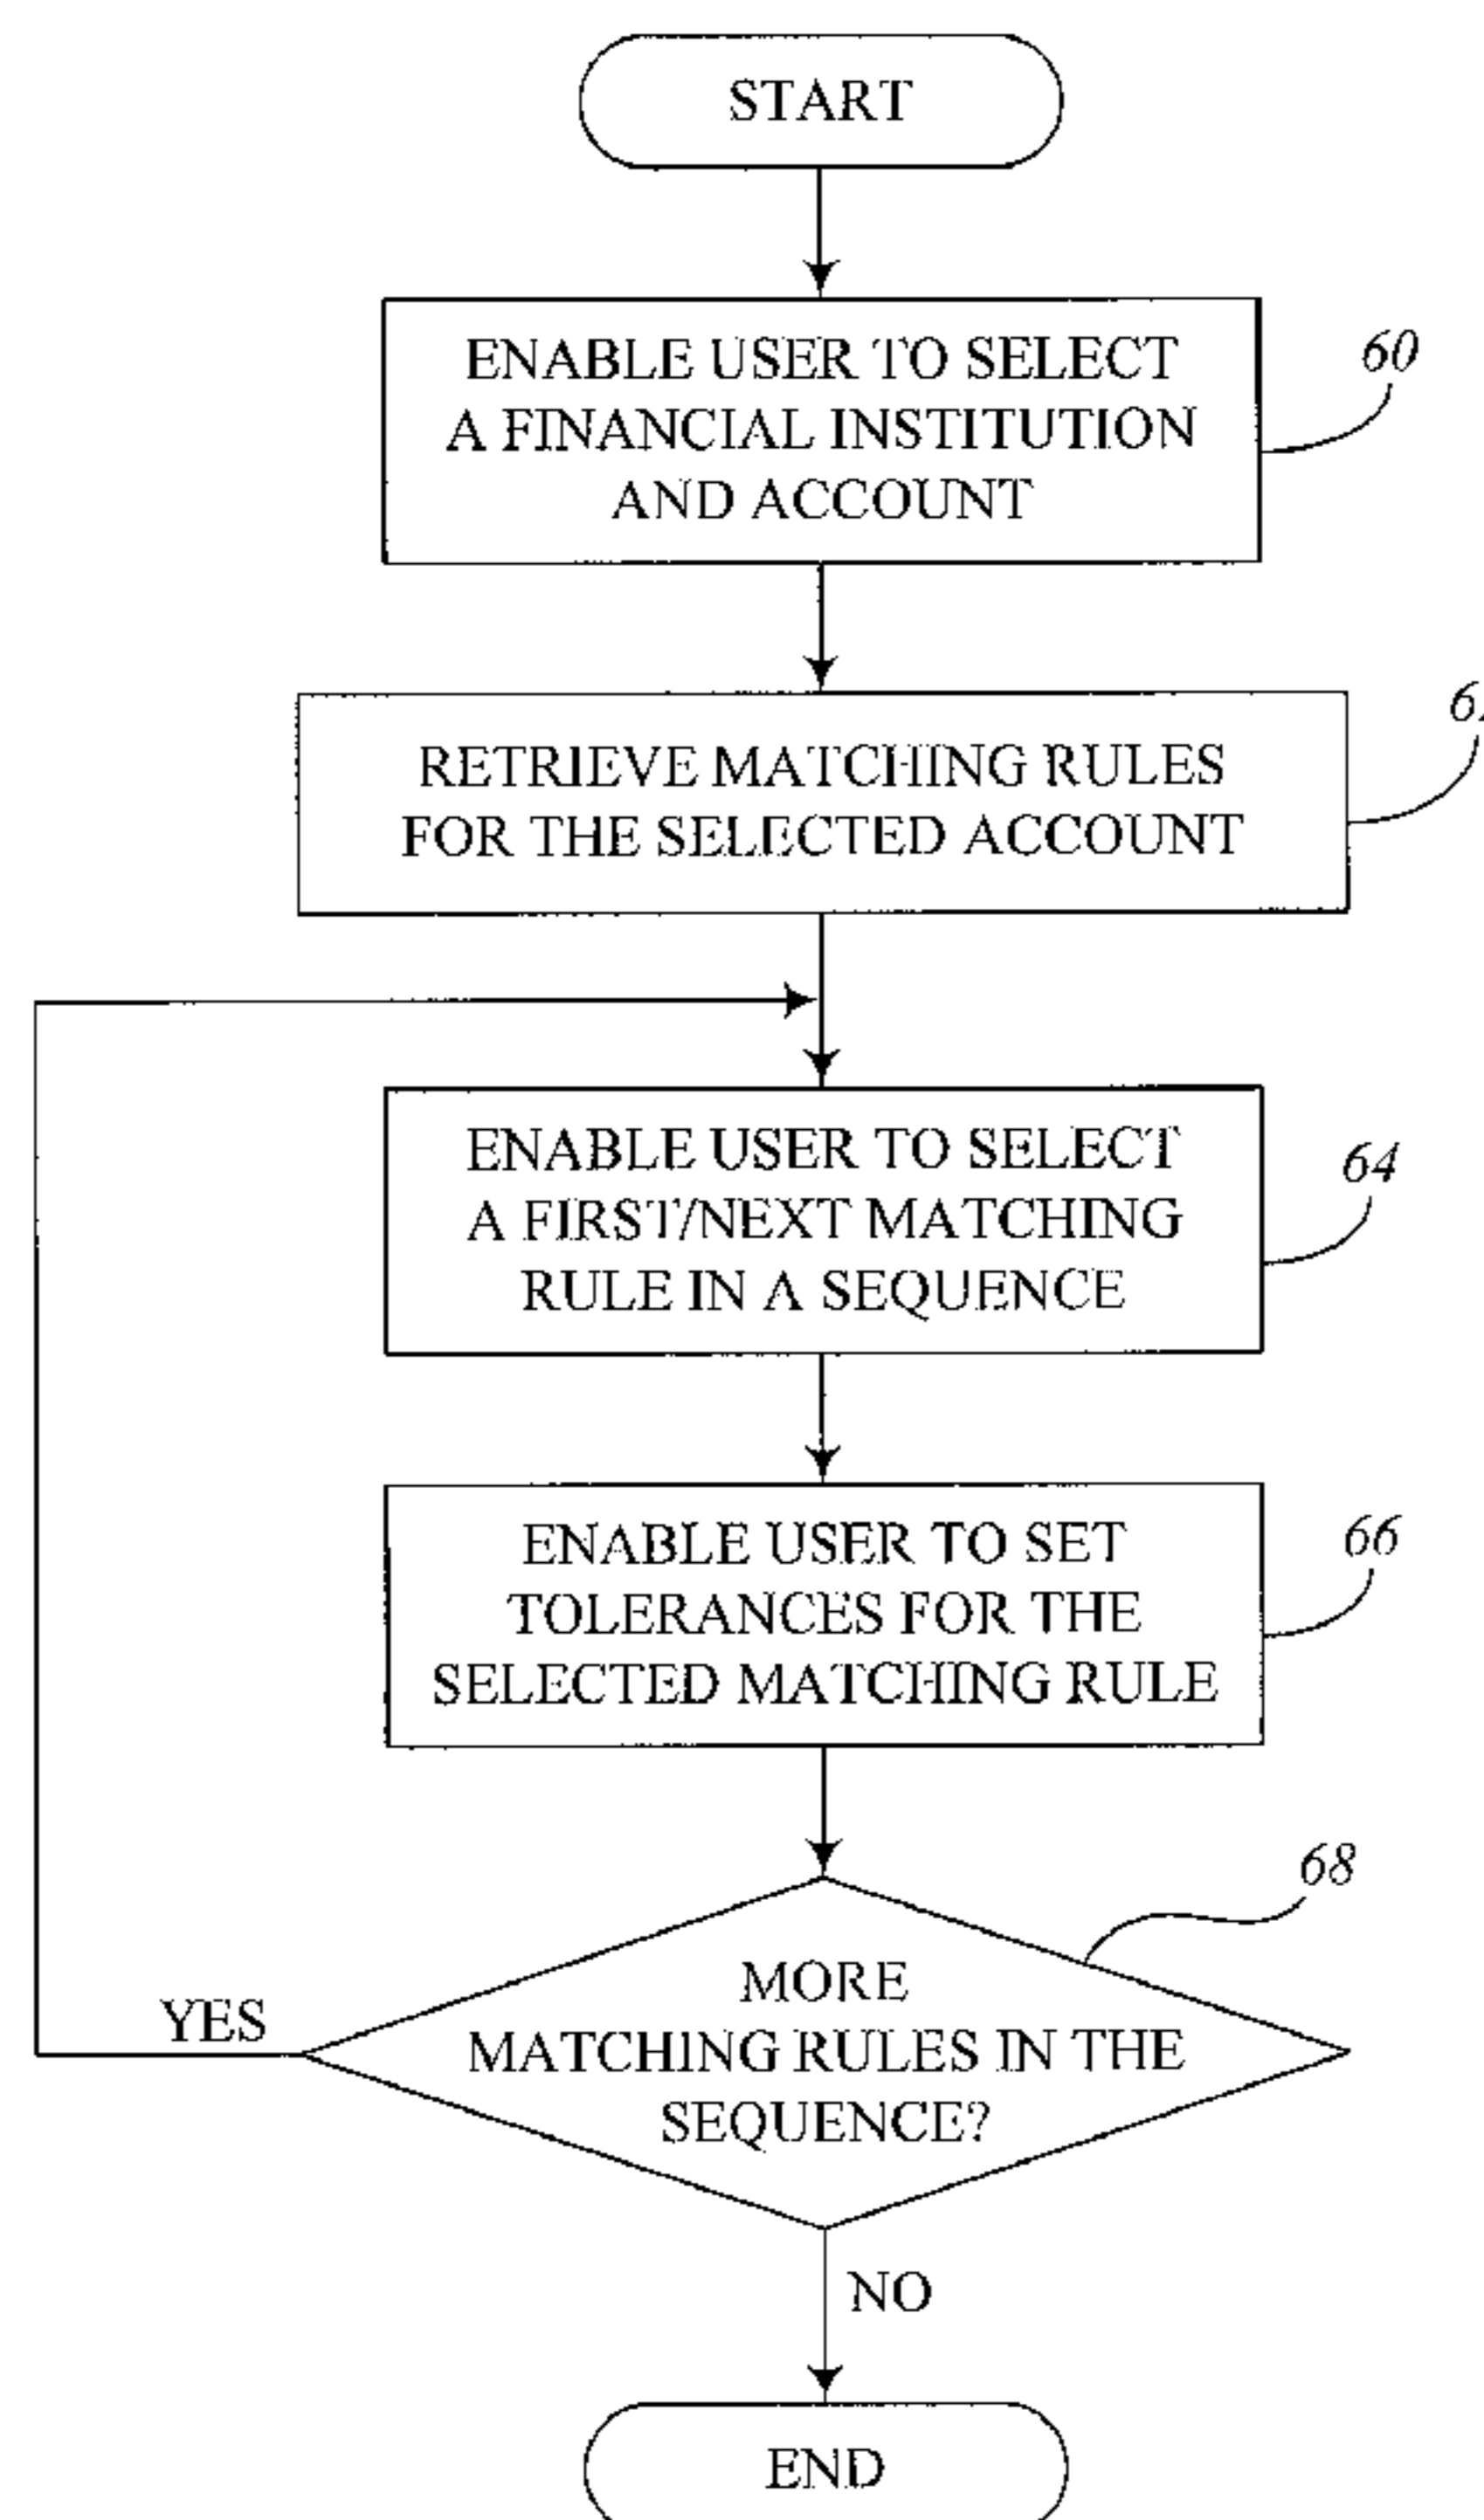 START
ENABLE USER TO SELECT
A FINANCIAL INSTITUTION
AND ACCOUNT
60
RETRIEVE MATCHING RULES
FOR THE SELECTED ACCOUNT
ENABLE USER TO SELECT
A FIRST/NEXT MATCHING
RULE IN A SEQUENCE
64
ENABLE USER TO SET
TOLERANCES FOR THE
SELECTED MATCHING RULE
66
68
MORE
MATCHING RULES IN THE
SEQUENCE?
YES
NO
END